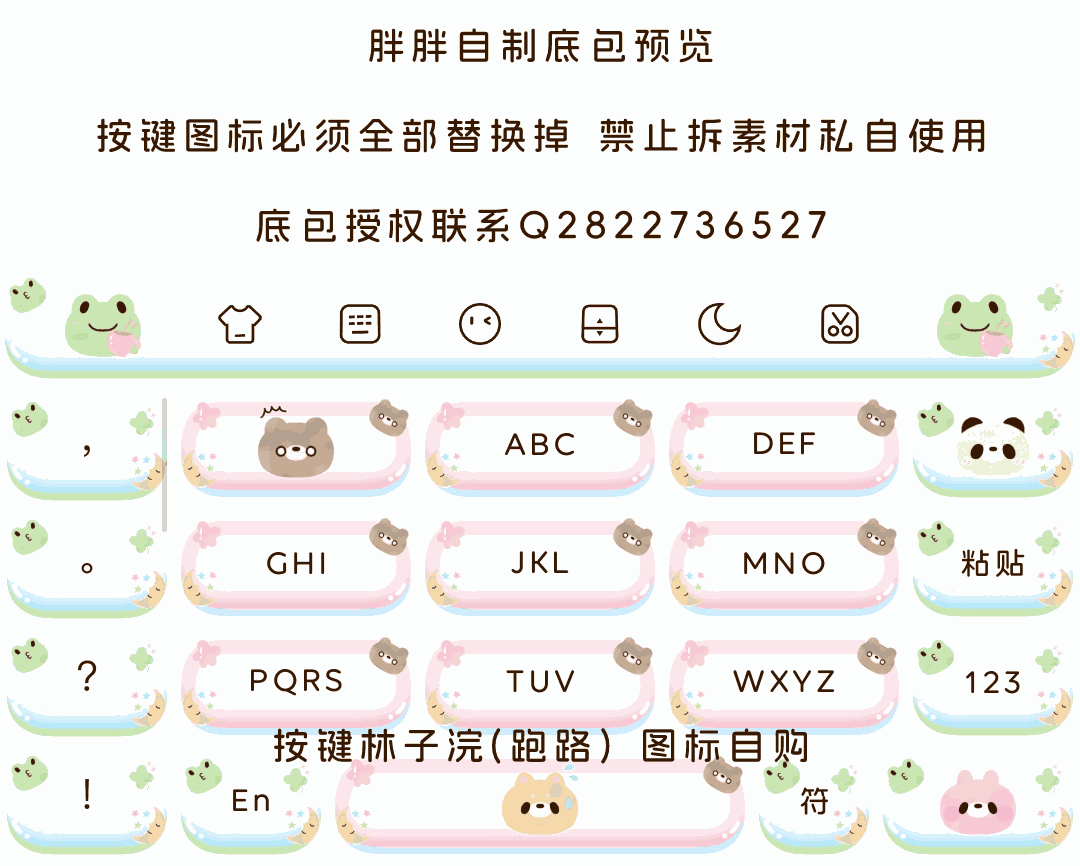 胖胖自制底包预览
按键图标必须全部替换掉 禁止拆素材私自使用
底包授权联系Q2822736527
，
ABC
DEF
。
GHI
JKL
MNO
粘贴
?
PQRS
TUV
WXYZ
123
按键林子浣(跑路) 图标自购
!
En
符